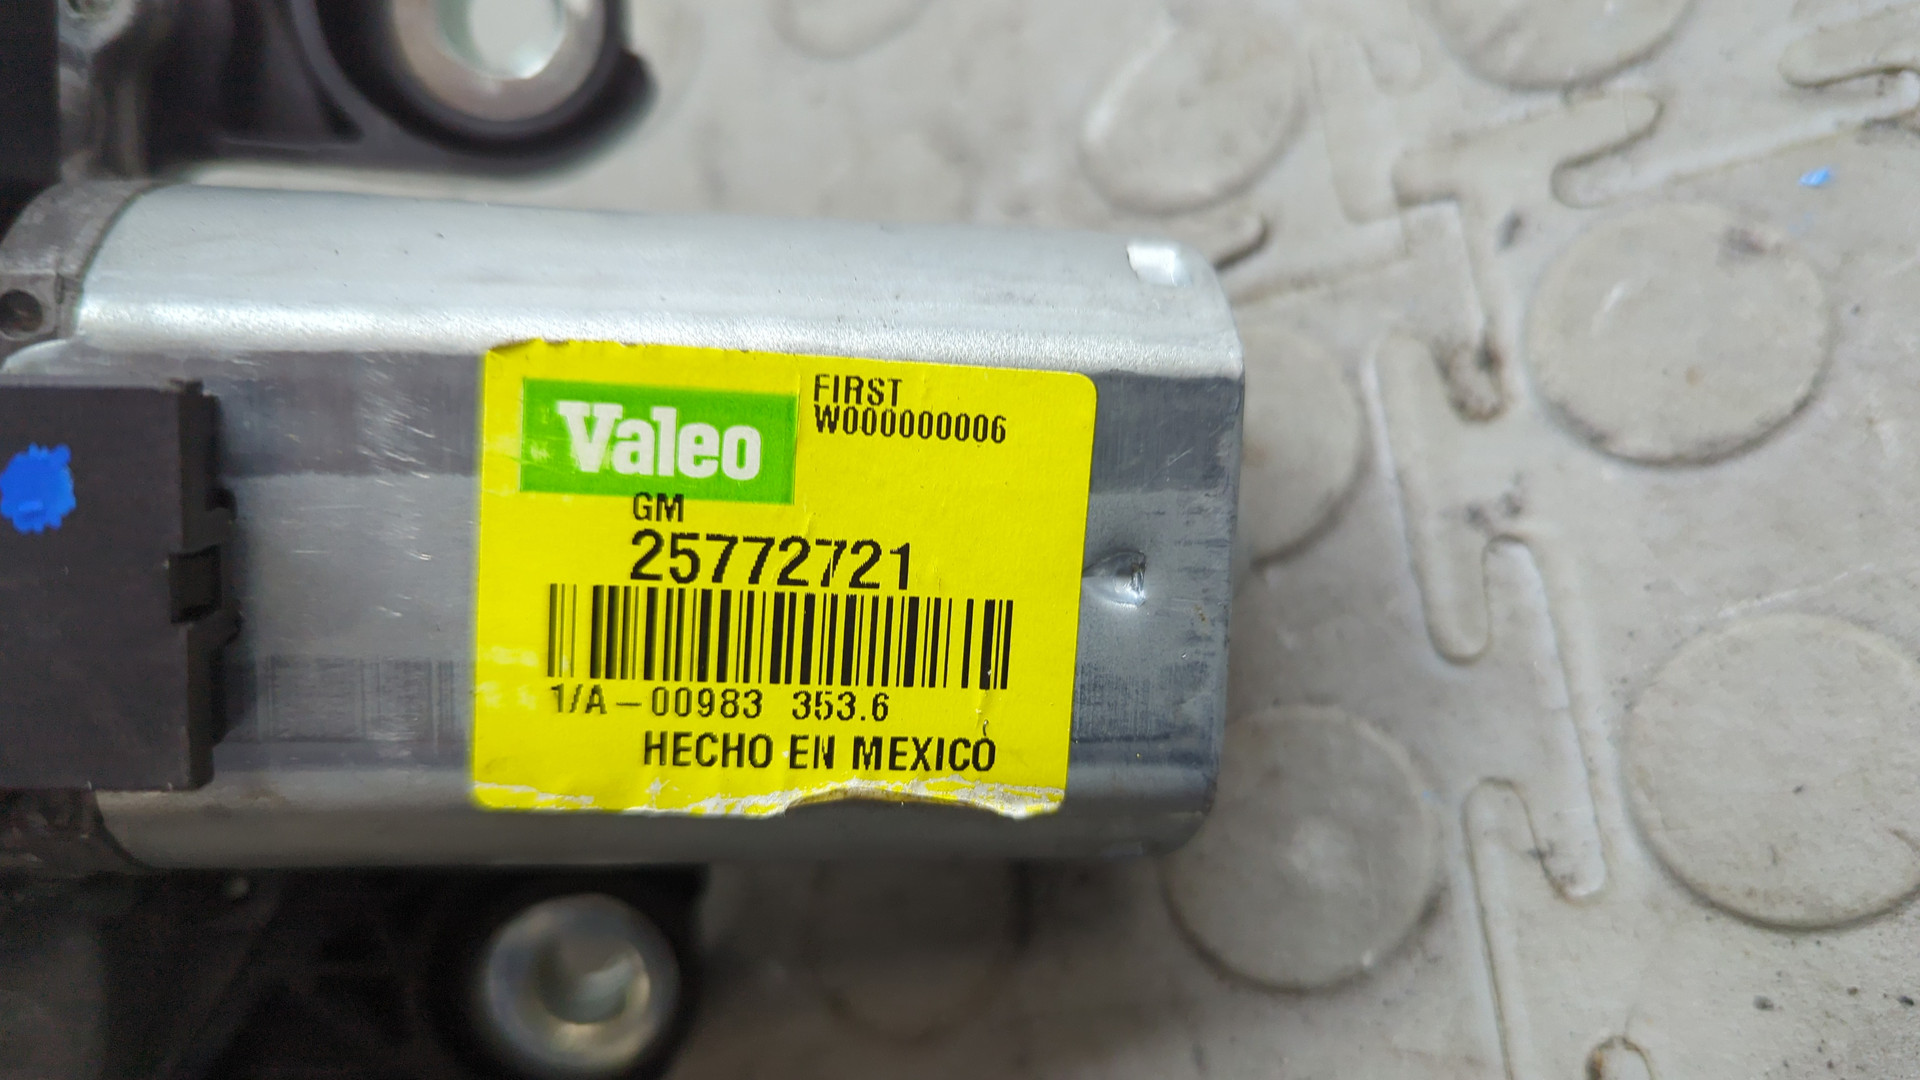 Valeo
FIRST
W000000006
GM
25772721
1/A-00983 353.6
HECHO EN MEXICO